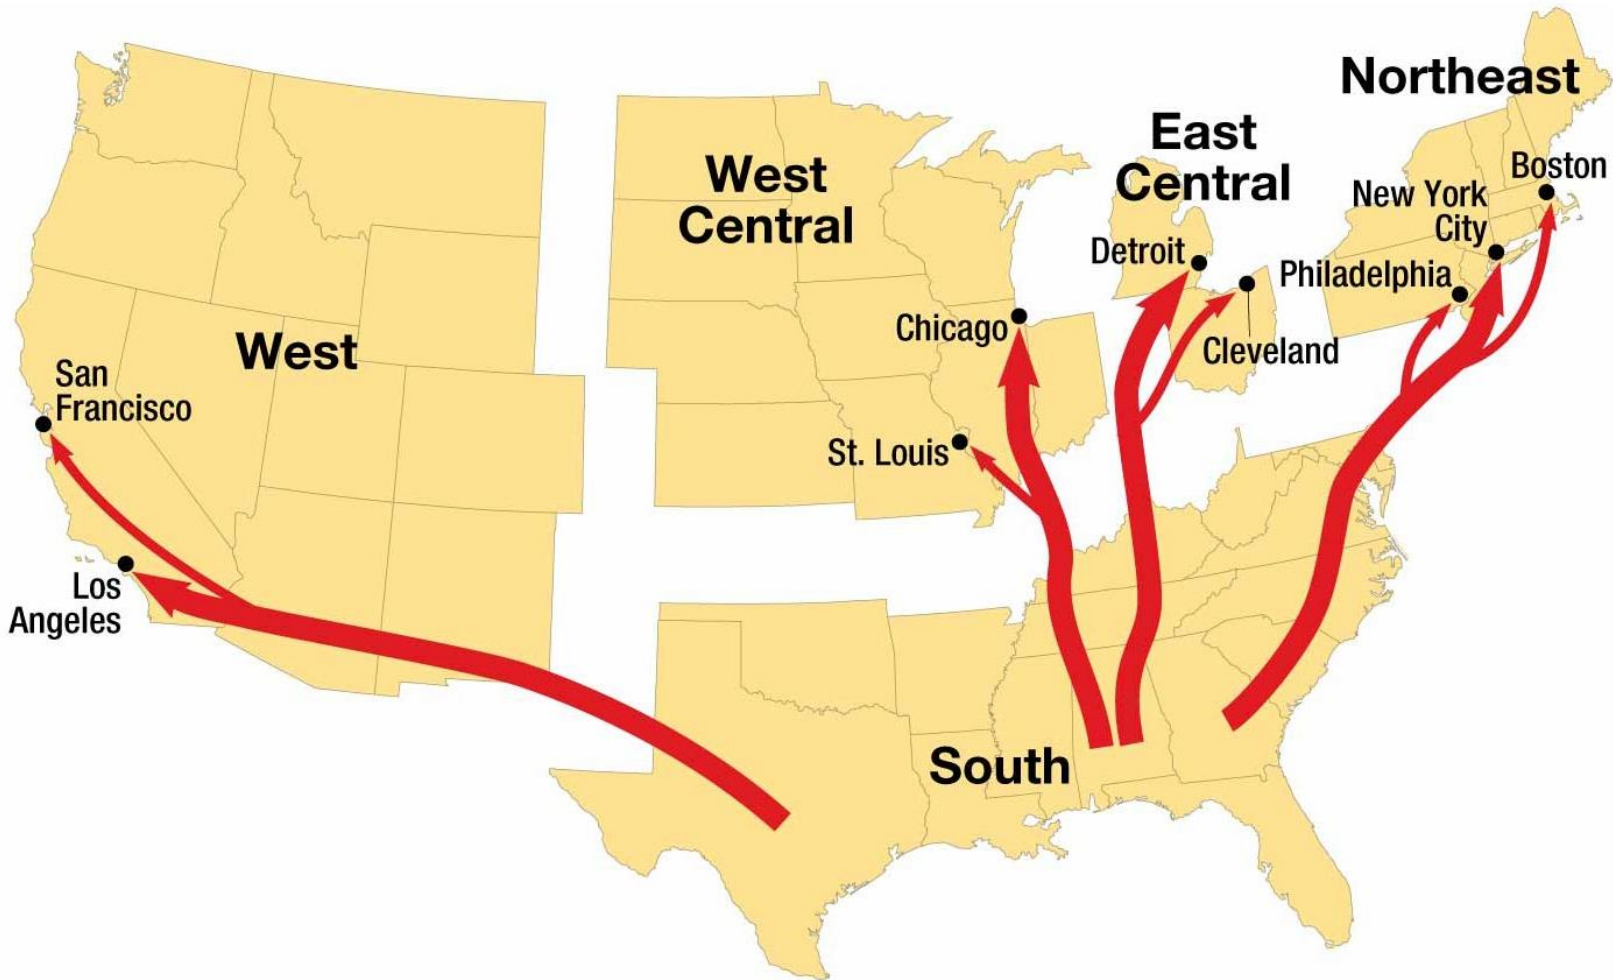 Northeast
East
Central
Boston
West
Central
New York
City
Detroit
Philadelphia
Chicago
Cleveland
West
San
Francisco
St. Louis
Los
Angeles
South